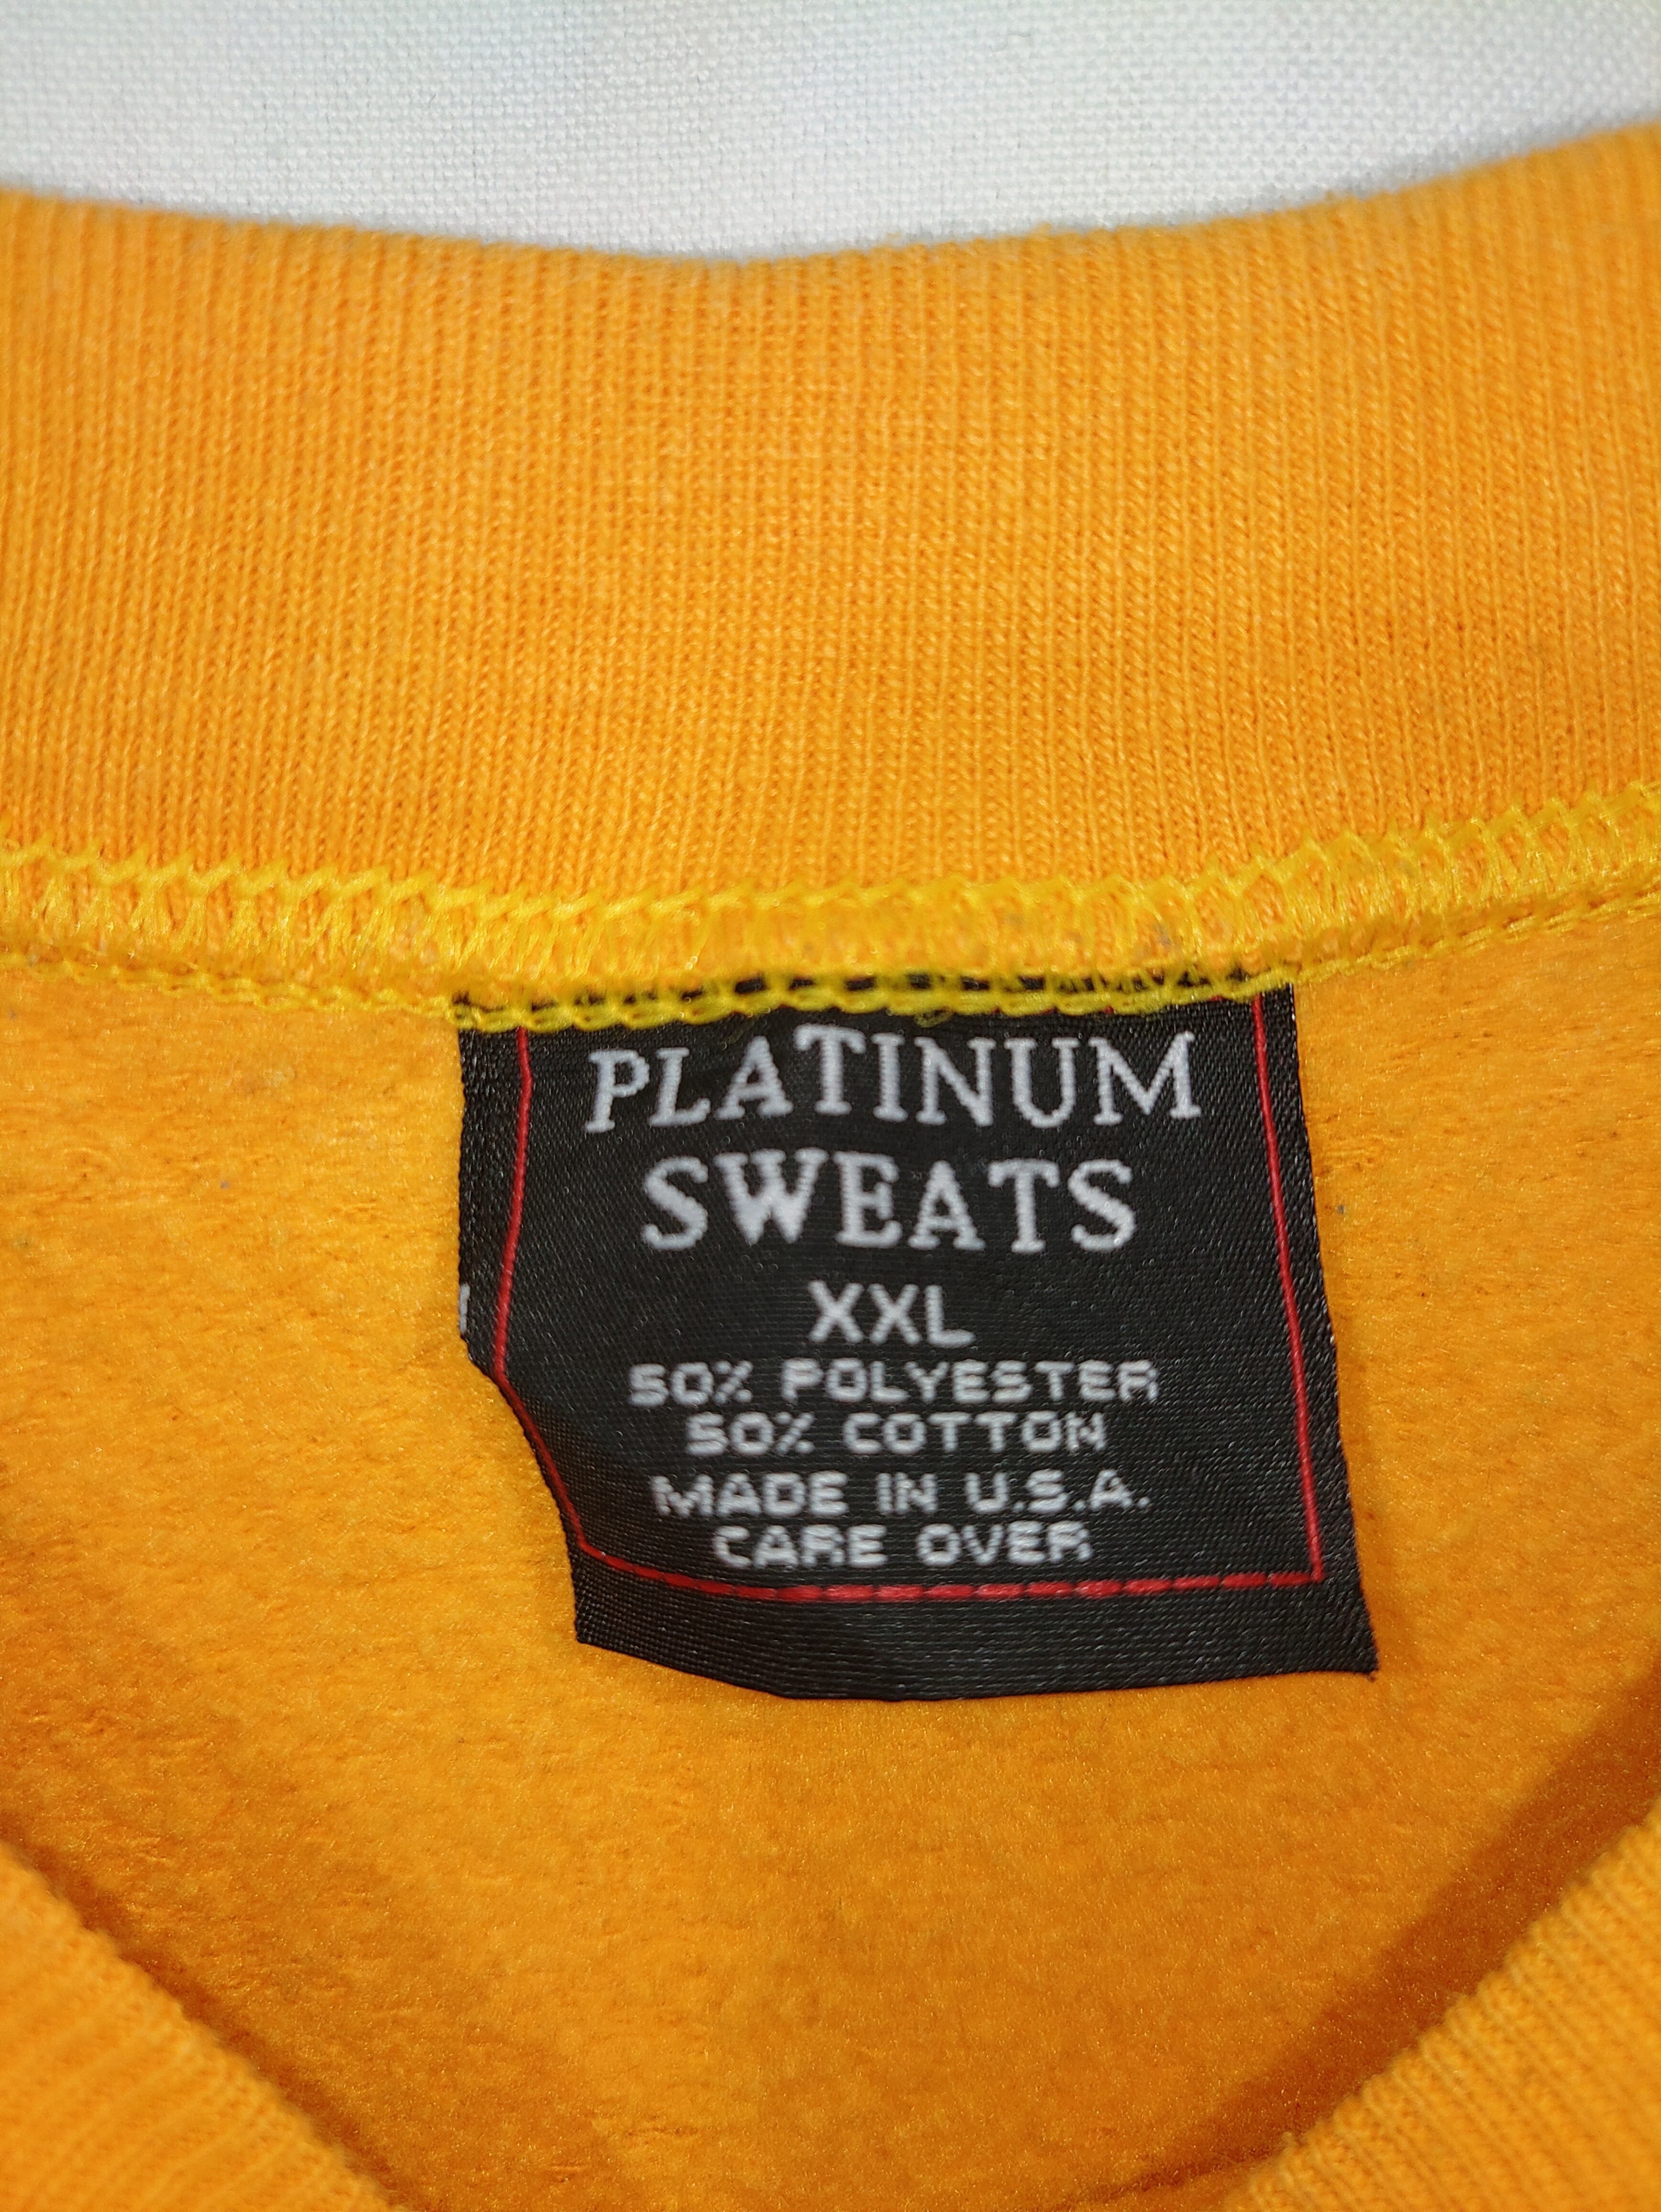 PLATINUM
SWEATS
XXL
50% POLYESTER
50% COTTON
MADE IN U.S.A.
CARE OVER